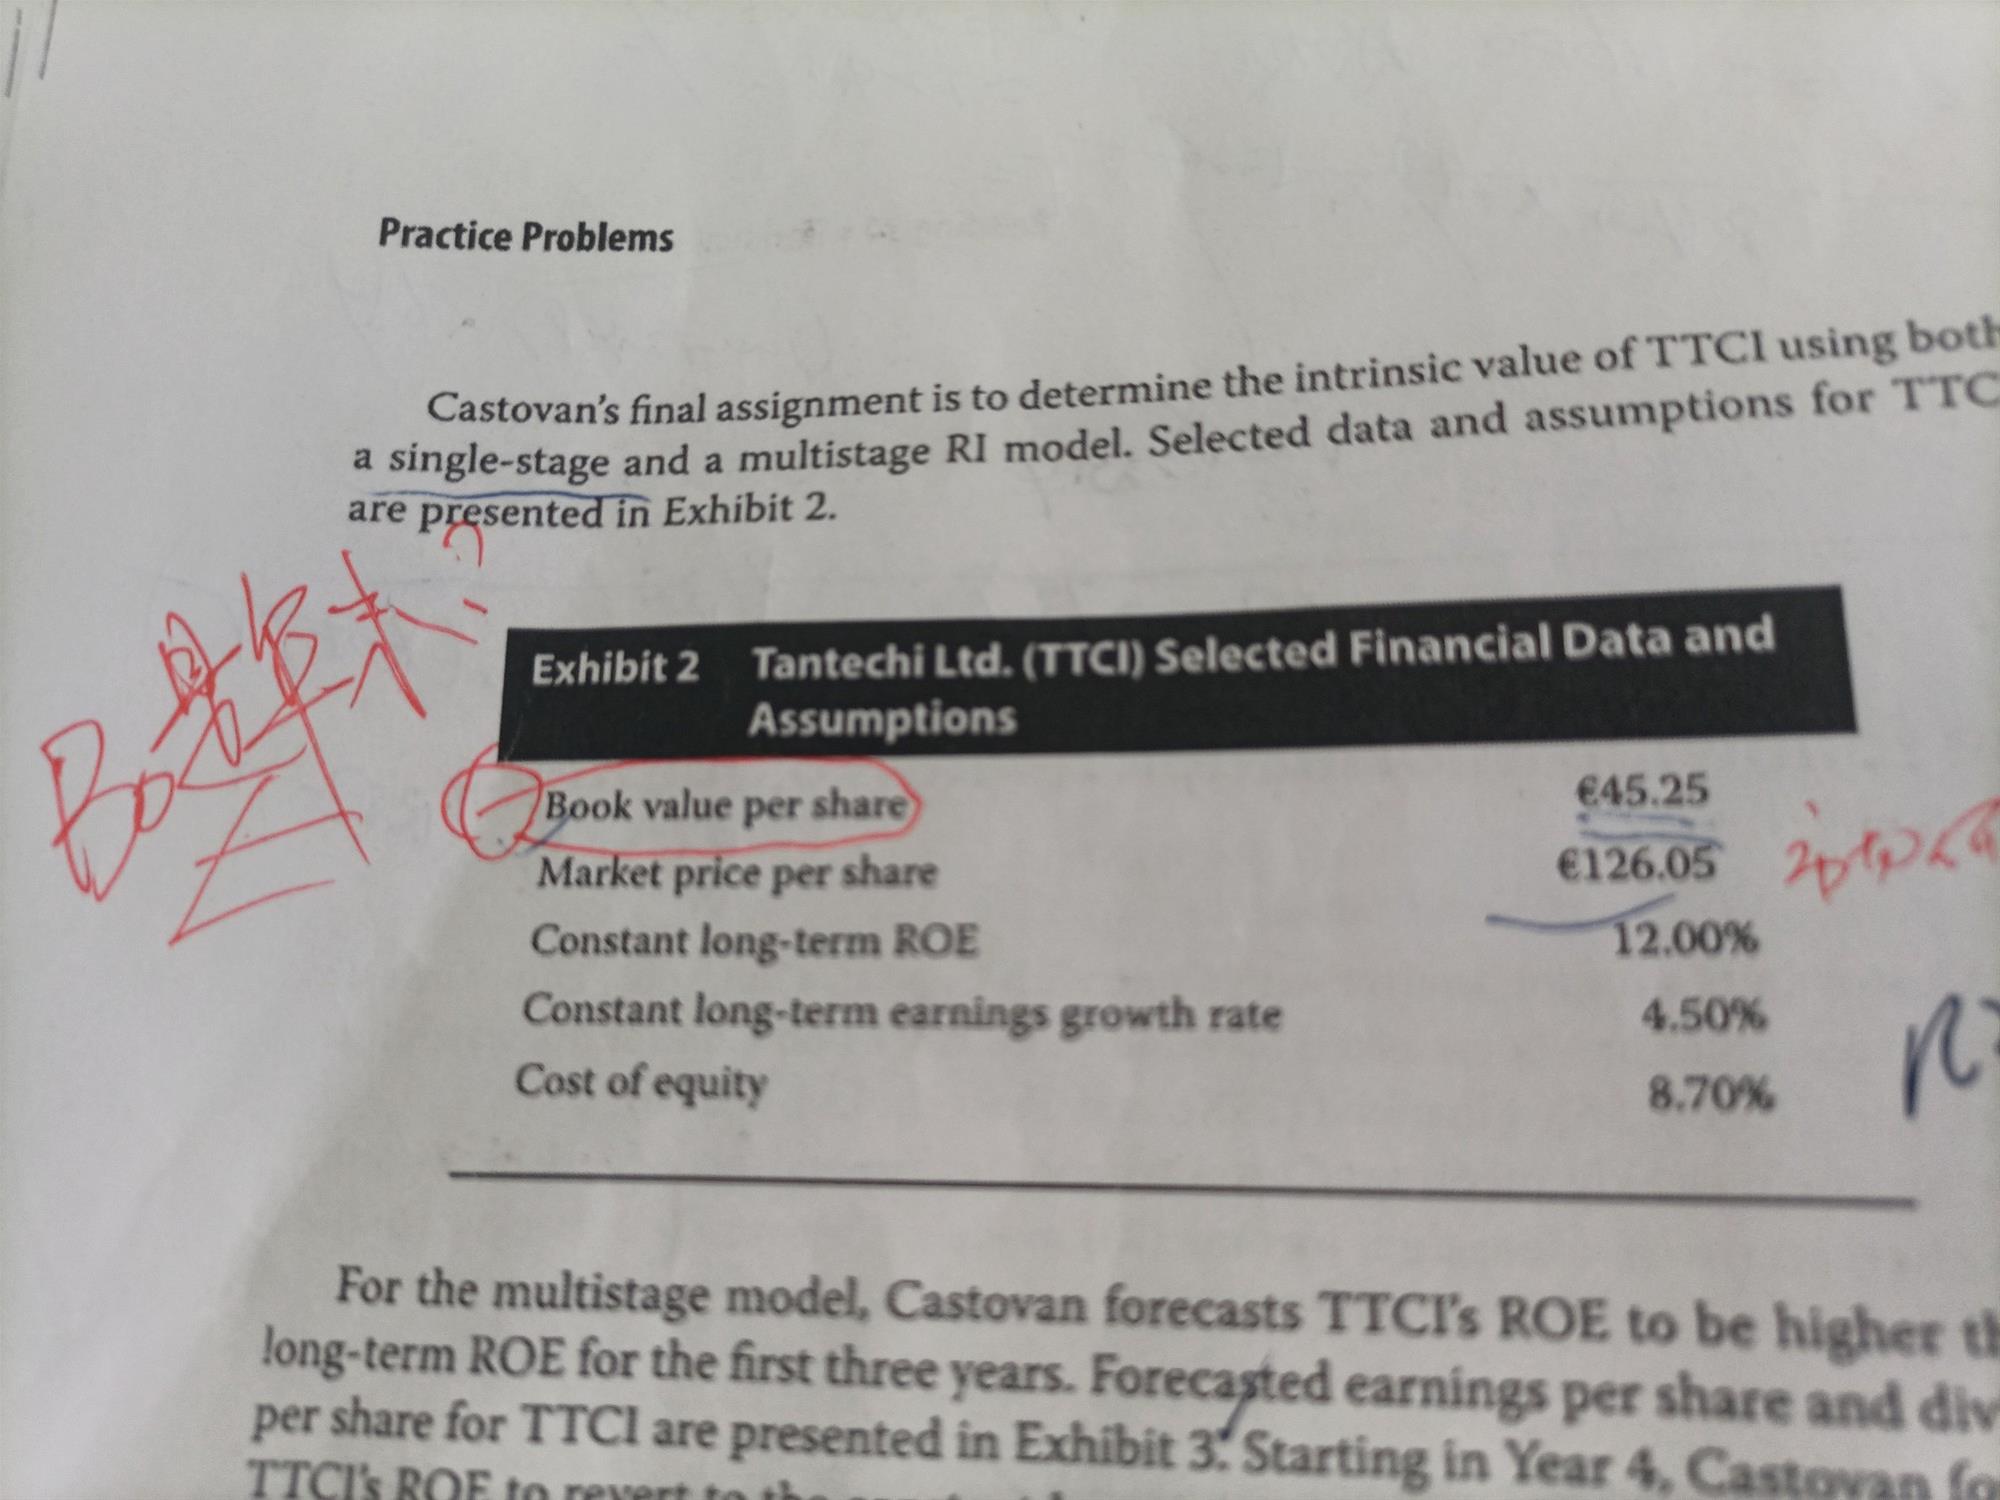 Practice Problems
Castovan's final assignment is to determine the intrinsic value of TTCI using both
a single-stage and a multistage RI model. Selected data and assumptions for TTC
are presented in Exhibit 2.
Exhibit 2 Tantechi Ltd. (TTCI) Selected Financial Data and
Assumptions
Book value per share €45.25
Market price per share €126.05
Constant long-term ROE 12.00%
Constant long-term earnings growth rate 4.50%
Cost of equity 8.70%
For the multistage model, Castovan forecasts TTCI's ROE to be higher th
long-term ROE for the first three years. Forecasted earnings per share and div
per share for TTCI are presented in Exhibit 3. Starting in Year 4, Castovan fo
TTCI's ROE to revert to the